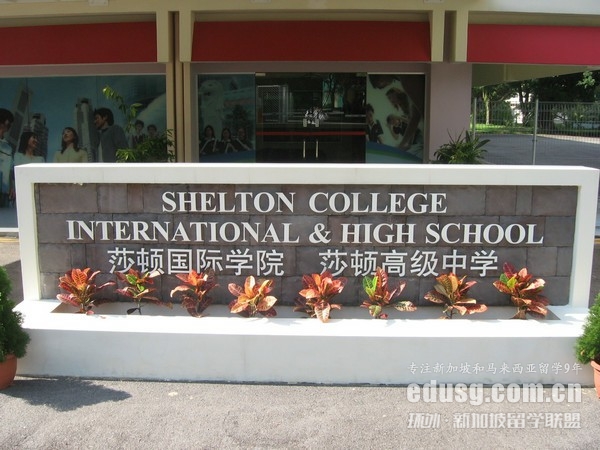 SHELTON COLLEGE
INTERNATIONAL & HIGH SCHOOL
莎顿国际学院 莎顿高级中学
专注新加坡和马来西亚留学9年
edusg.com.cn
环外·新加坡留学联盟